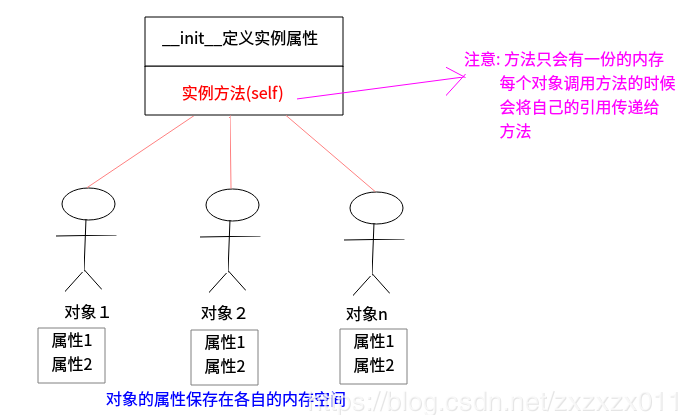 __init__定义实例属性
实例方法(self)
注意: 方法只会有一份的内存
每个对象调用方法的时候
会将自己的引用传递给
方法
对象１
对象２
对象n
属性1
属性2
属性1
属性2
属性1
属性2
对象的属性保存在各自的内存空间
https://blog.csdn.net/zxzxzx0119